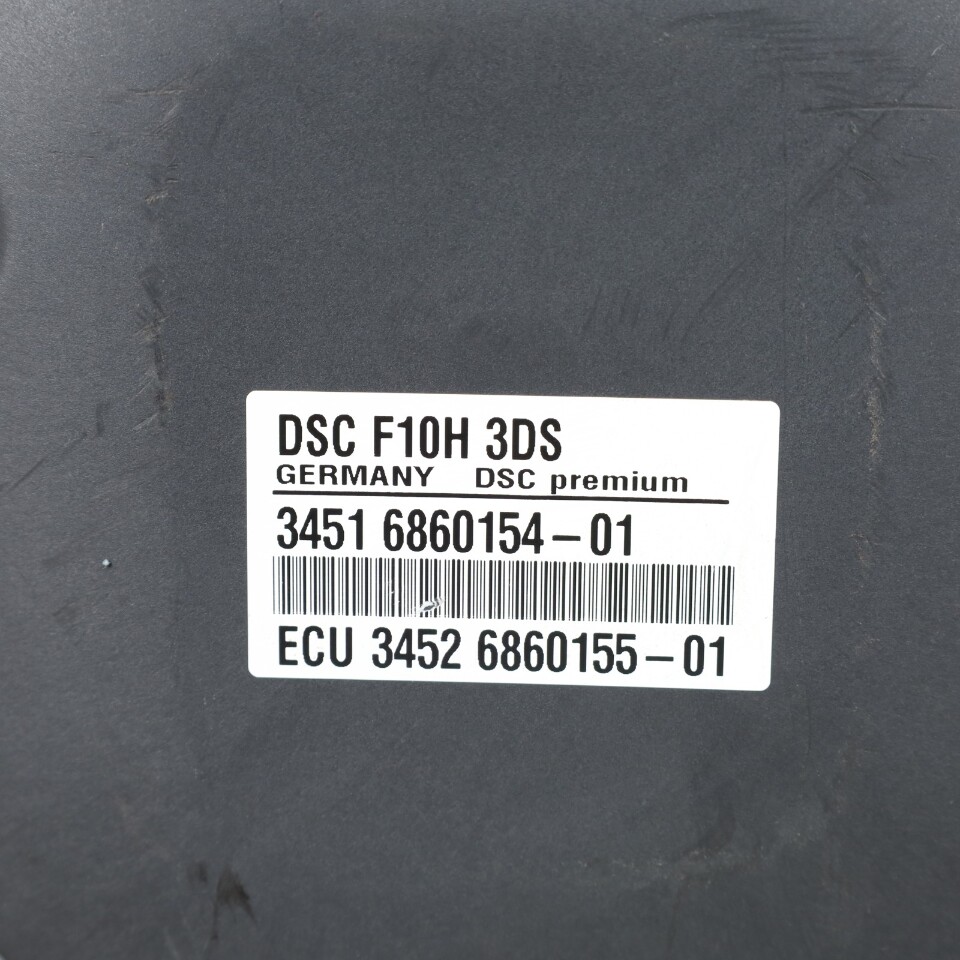 DSC F10H 3DS
GERMANY DSC premium
3451 6860154-01
ECU 3452 6860155-01